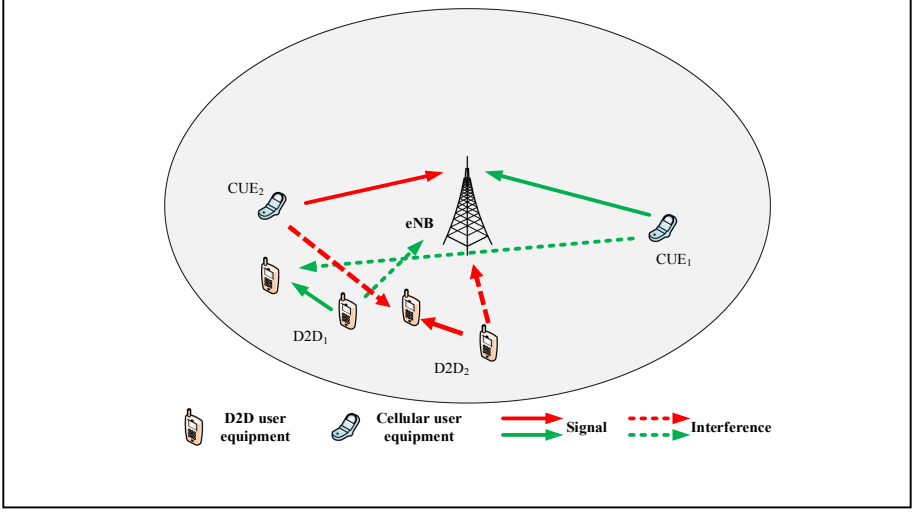 CUE₂
eNB
CUE₁
D2D₁
D2D₂
D2D user
equipment
Cellular user
equipment
Signal
Interference